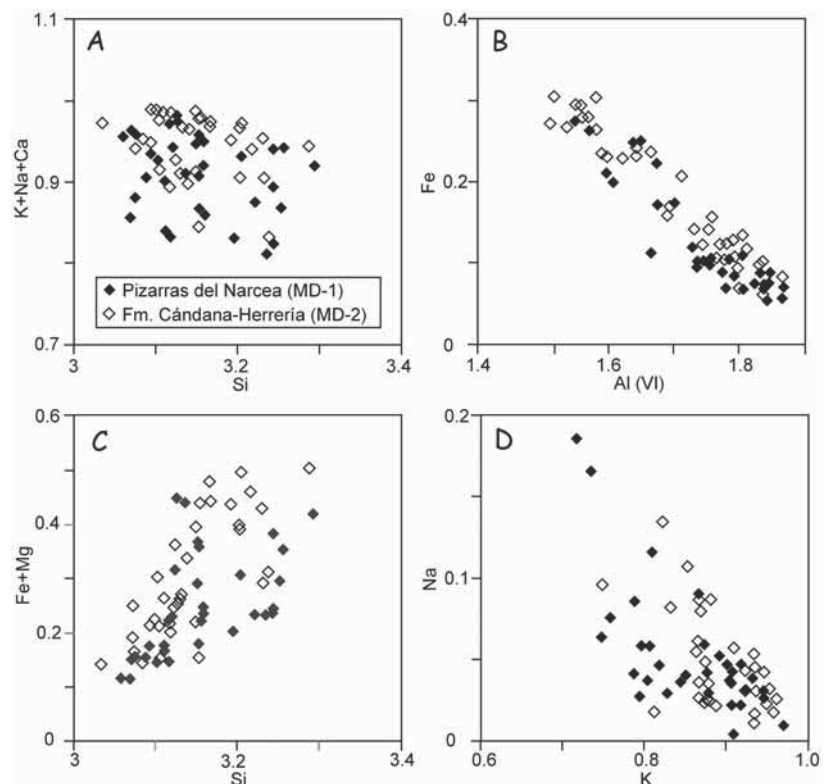 A
1.1
K+Na+Ca
0.9
◆ Pizarras del Narcea (MD-1)
◇ Fm. Cándana-Herrería (MD-2)
0.7
3
3.2
3.4
Si
B
0.4
Fe
0.2
0
1.4
1.6
1.8
Al (VI)
C
0.6
Fe+Mg
0.4
0.2
0
3
3.2
3.4
Si
D
0.2
Na
0.1
0
0.6
0.8
1.0
K